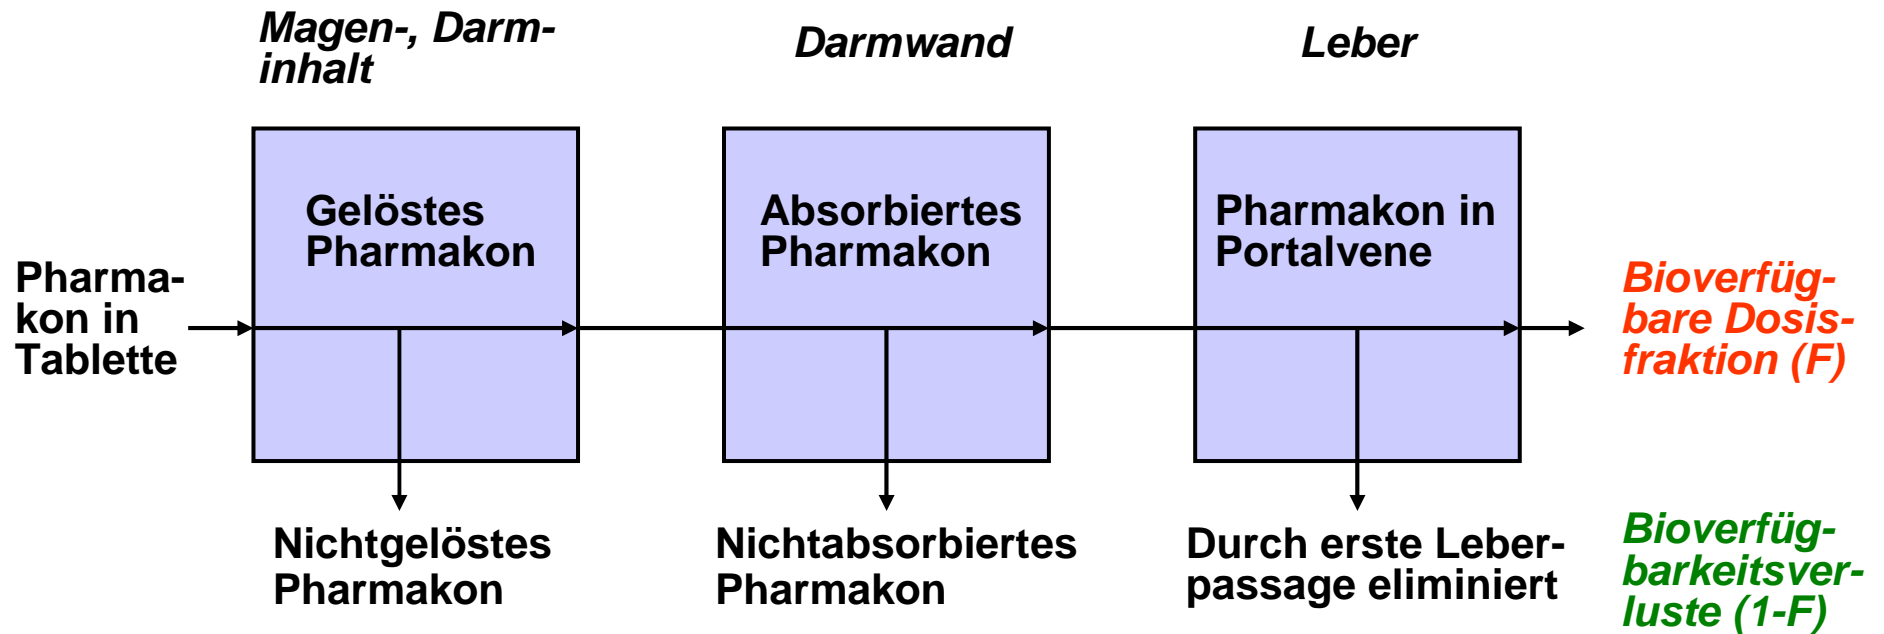 Magen-, Darm-
inhalt
Darmwand
Leber
Gelöstes
Pharmakon
Absorbiertes
Pharmakon
Pharmakon in
Portalvene
Pharma-
kon in
Tablette
Bioverfüg-
bare Dosis-
fraktion (F)
Nichtgelöstes
Pharmakon
Nichtabsorbiertes
Pharmakon
Durch erste Leber-
passage eliminiert
Bioverfüg-
barkeitsver-
luste (1-F)